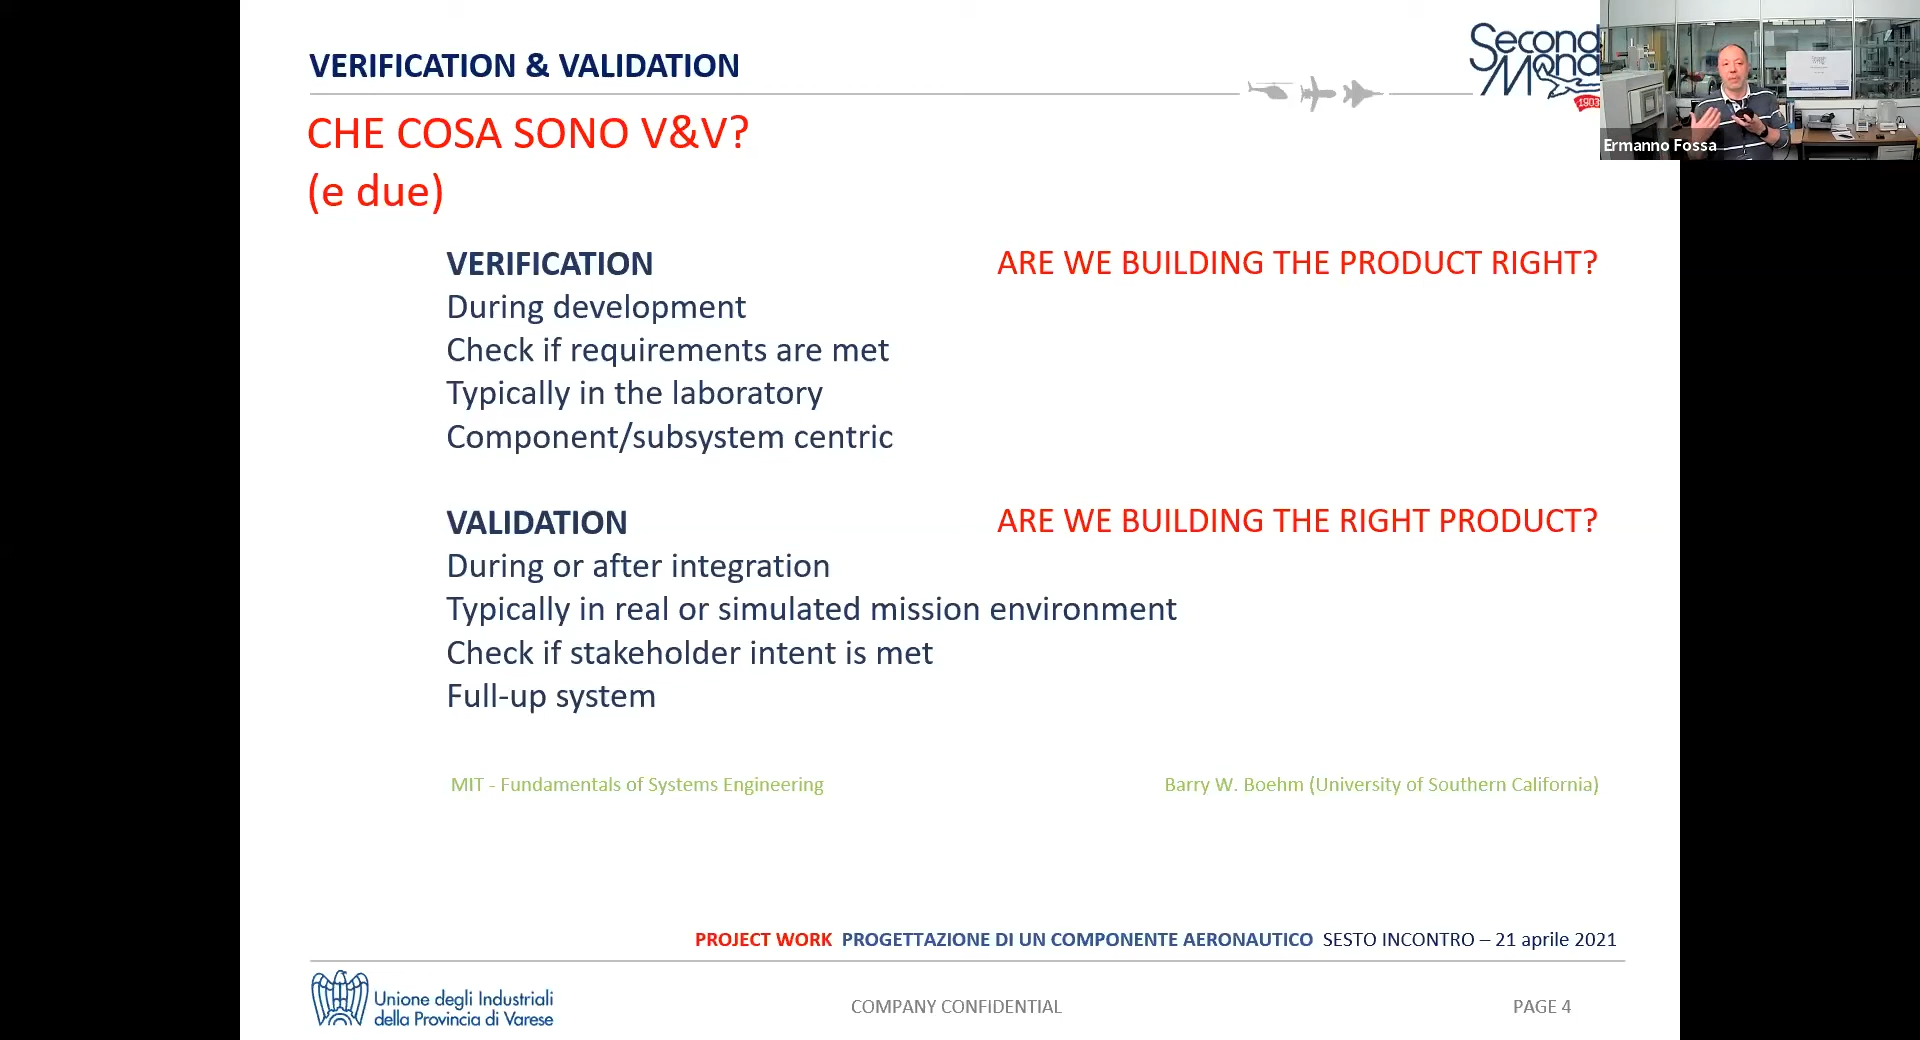 VERIFICATION & VALIDATION
Second
Mona
1903
Ermanno Fossa
CHE COSA SONO V&V?
(e due)
VERIFICATION
ARE WE BUILDING THE PRODUCT RIGHT?
During development
Check if requirements are met
Typically in the laboratory
Component/subsystem centric
VALIDATION
ARE WE BUILDING THE RIGHT PRODUCT?
During or after integration
Typically in real or simulated mission environment
Check if stakeholder intent is met
Full-up system
MIT - Fundamentals of Systems Engineering
Barry W. Boehm (University of Southern California)
PROJECT WORK PROGETTAZIONE DI UN COMPONENTE AERONAUTICO SESTO INCONTRO – 21 aprile 2021
Unione degli Industriali
della Provincia di Varese
COMPANY CONFIDENTIAL
PAGE 4